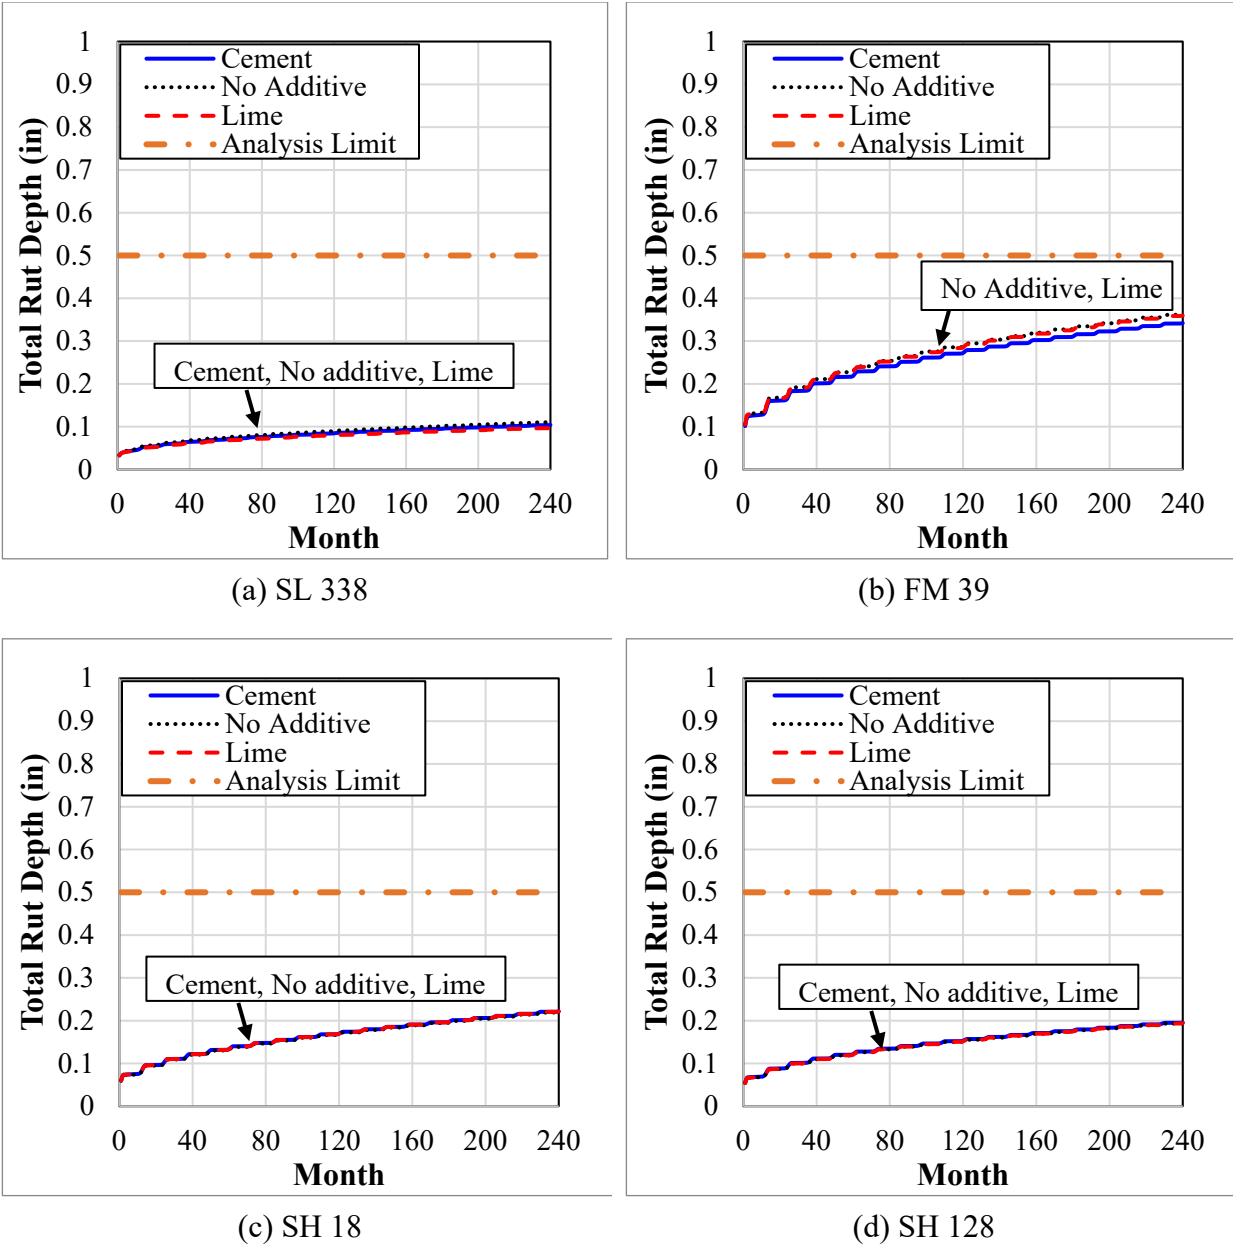 Cement
No Additive
Lime
Analysis Limit
1
0.9
0.8
0.7
0.6
0.5
0.4
0.3
0.2
0.1
0
Total Rut Depth (in)
Cement, No additive, Lime
0 40 80 120 160 200 240
Month
(a) SL 338
Cement
No Additive
Lime
Analysis Limit
1
0.9
0.8
0.7
0.6
0.5
0.4
0.3
0.2
0.1
0
Total Rut Depth (in)
No Additive, Lime
0 40 80 120 160 200 240
Month
(b) FM 39
Cement
No Additive
Lime
Analysis Limit
1
0.9
0.8
0.7
0.6
0.5
0.4
0.3
0.2
0.1
0
Total Rut Depth (in)
Cement, No additive, Lime
0 40 80 120 160 200 240
Month
(c) SH 18
Cement
No Additive
Lime
Analysis Limit
1
0.9
0.8
0.7
0.6
0.5
0.4
0.3
0.2
0.1
0
Total Rut Depth (in)
Cement, No additive, Lime
0 40 80 120 160 200 240
Month
(d) SH 128